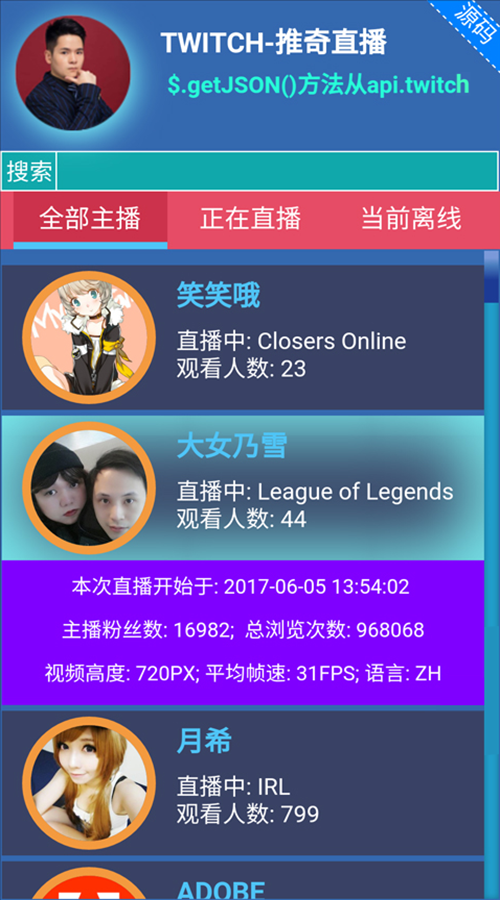 源码
TWITCH-推奇直播
$.getJSON()方法从api.twitch
搜索
全部主播 正在直播 当前离线
笑笑哦
直播中: Closers Online
观看人数: 23
大女乃雪
直播中: League of Legends
观看人数: 44
本次直播开始于: 2017-06-05 13:54:02
主播粉丝数: 16982; 总浏览次数: 968068
视频高度: 720PX; 平均帧速: 31FPS; 语言: ZH
月希
直播中: IRL
观看人数: 799
ADOBE